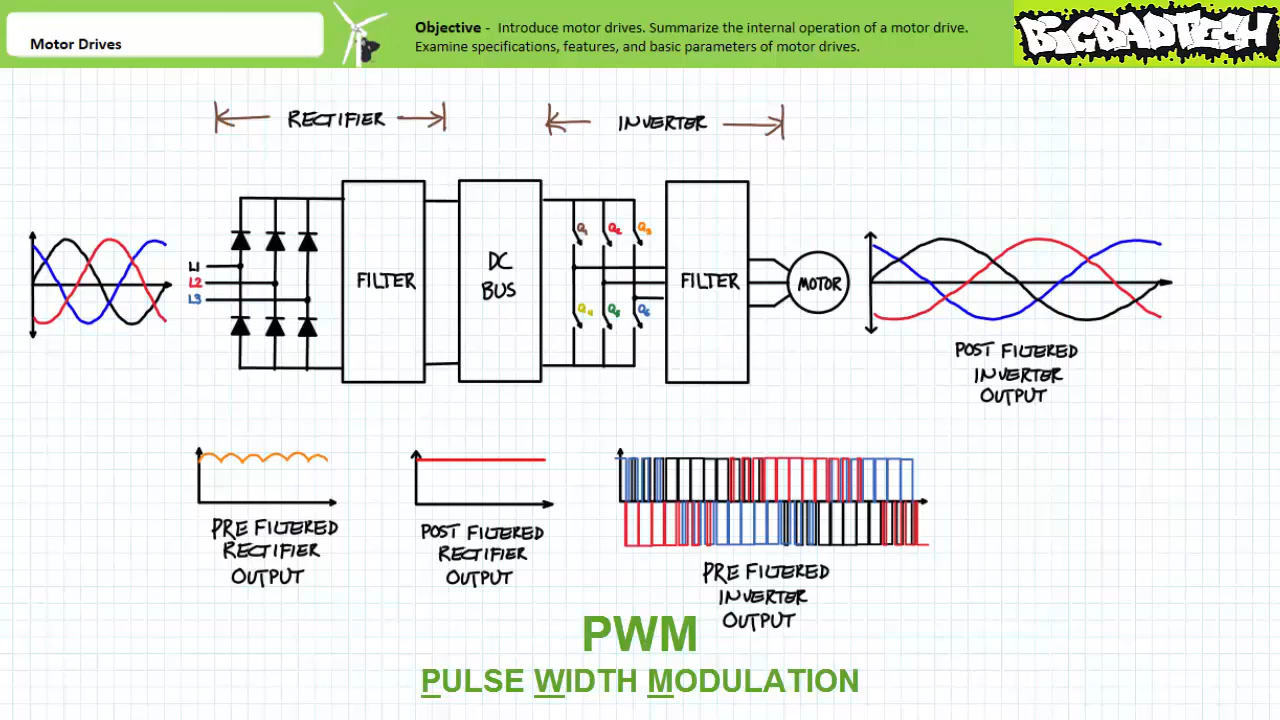 Motor Drives
Objective - Introduce motor drives. Summarize the internal operation of a motor drive.
Examine specifications, features, and basic parameters of motor drives.
BIGBADTECH
RECTIFIER
INVERTER
L1
L2
L3
FILTER
DC
BUS
Q1
Q2
Q3
Q4
Q5
Q6
FILTER
MOTOR
POST FILTERED
INVERTER
OUTPUT
PRE FILTERED
RECTIFIER
OUTPUT
POST FILTERED
RECTIFIER
OUTPUT
PRE FILTERED
INVERTER
OUTPUT
PWM
PULSE WIDTH MODULATION